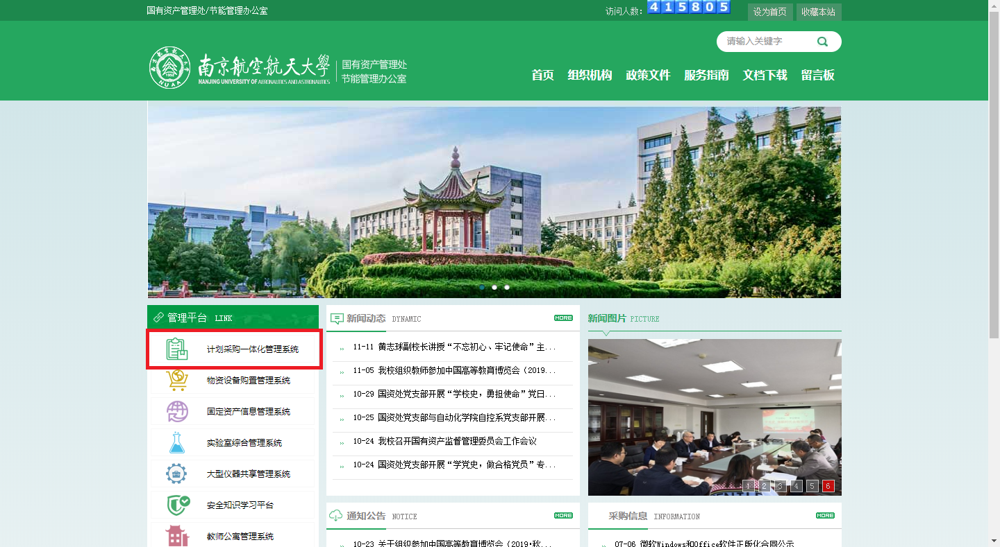 国有资产管理处/节能管理办公室
访问人数： 415805
设为首页 收藏本站
请输入关键字
南京航空航天大學
NANJING UNIVERSITY OF AERONAUTICS AND ASTRONAUTICS
国有资产管理处
节能管理办公室
南京航空航天大学
1952
NUAA
首页 组织机构 政策文件 服务指南 文档下载 留言板
管理平台 LINK
计划采购一体化管理系统
物资设备购置管理系统
固定资产信息管理系统
实验室综合管理系统
大型仪器共享管理系统
安全知识学习平台
教师公寓管理系统
新闻动态 DYNAMIC MORE
11-11 黄志球副校长讲授“不忘初心、牢记使命”主...
11-05 我校组织教师参加中国高等教育博览会（2019...
10-29 国资处党支部开展“学校史，勇担使命”党日...
10-25 国资处党支部与自动化学院自控系党支部开展...
10-24 我校召开国有资产监督管理委员会工作会议
10-24 国资处党支部开展“学党史，做合格党员”专...
新闻图片 PICTURE
1 2 3 4 5 6
通知公告 NOTICE MORE
10-23 关于组织参加中国高等教育博览会（2019•秋...
采购信息 INFORMATION MORE
07-06 微软Windows和Office软件正版化合同公示